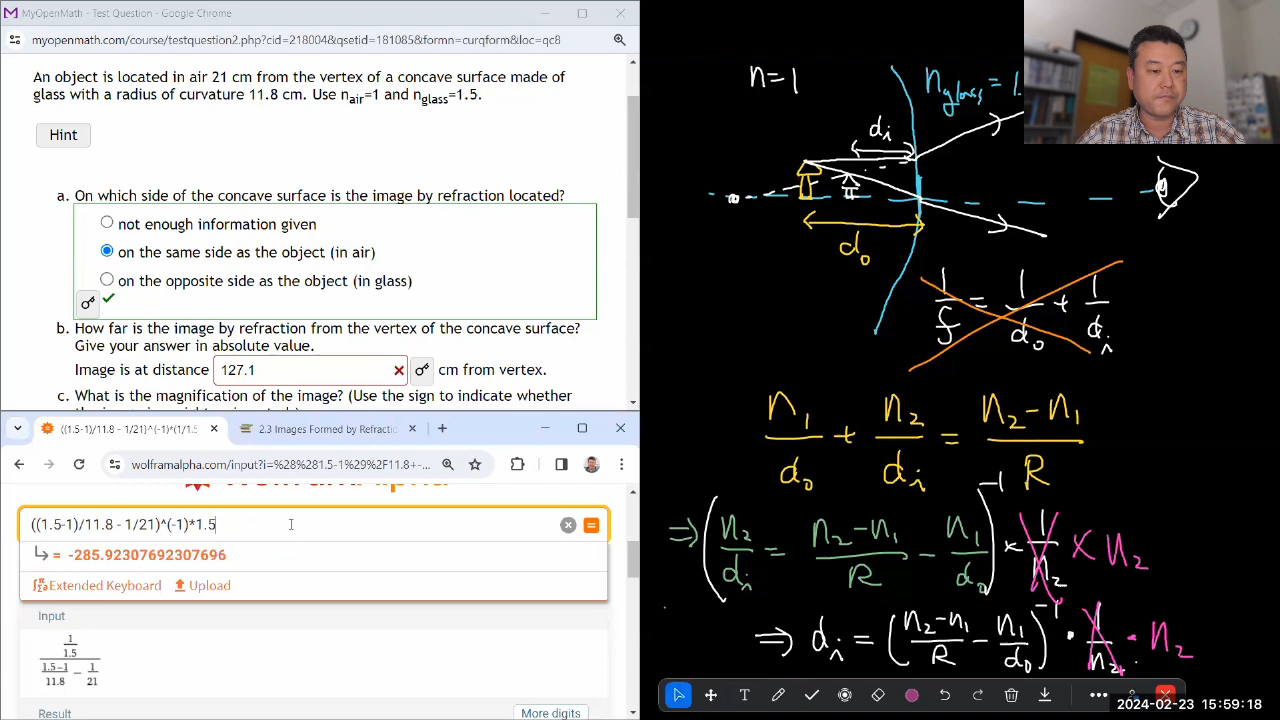 MyOpenMath - Testing Questions - Google Chrome
myopenmath.com/course/testquestion2.php?cid=218004&qsetid=181085&formn=curqform&loc=qc8
An object is located in air 21 cm from the vertex of a concave surface made of
glass with a radius of curvature 11.8 cm. Use nair=1 and nglass=1.5.
Hint
a. On which side of the concave surface is the image by refraction located?
not enough information given
on the same side as the object (in air)
on the opposite side as the object (in glass)
b. How far is the image by refraction from the vertex of the concave surface?
Give your answer in absolute value.
Image is at distance 127.1 cm from vertex.
c. What is the magnification of the image? (Use the sign to indicate whether
((1.5-1)/11.8 - 1/21)^(-1)*(1/1.5
2.3 Images Formed by Refractic
wolframalpha.com/input?i=%28%281.5-1%29%2F11.8+-...
((1.5-1)/11.8 - 1/21)^(-1)*1.5
= -285.92307692307696
Extended Keyboard Upload
Input
1
1.5
1.5-1 1
11.8 - 21
Result
More digits
n=1
nglass = 1.
di
do
1/f = 1/do + 1/di
n1/do + n2/di = (n2-n1)/R
⇒ (n2/di = (n2-n1)/R - n1/do)^-1 × 1/n2 × n2
⇒ di = ((n2-n1)/R - n1/do)^-1 · 1/n2 · n2
2024-02-23 15:59:18